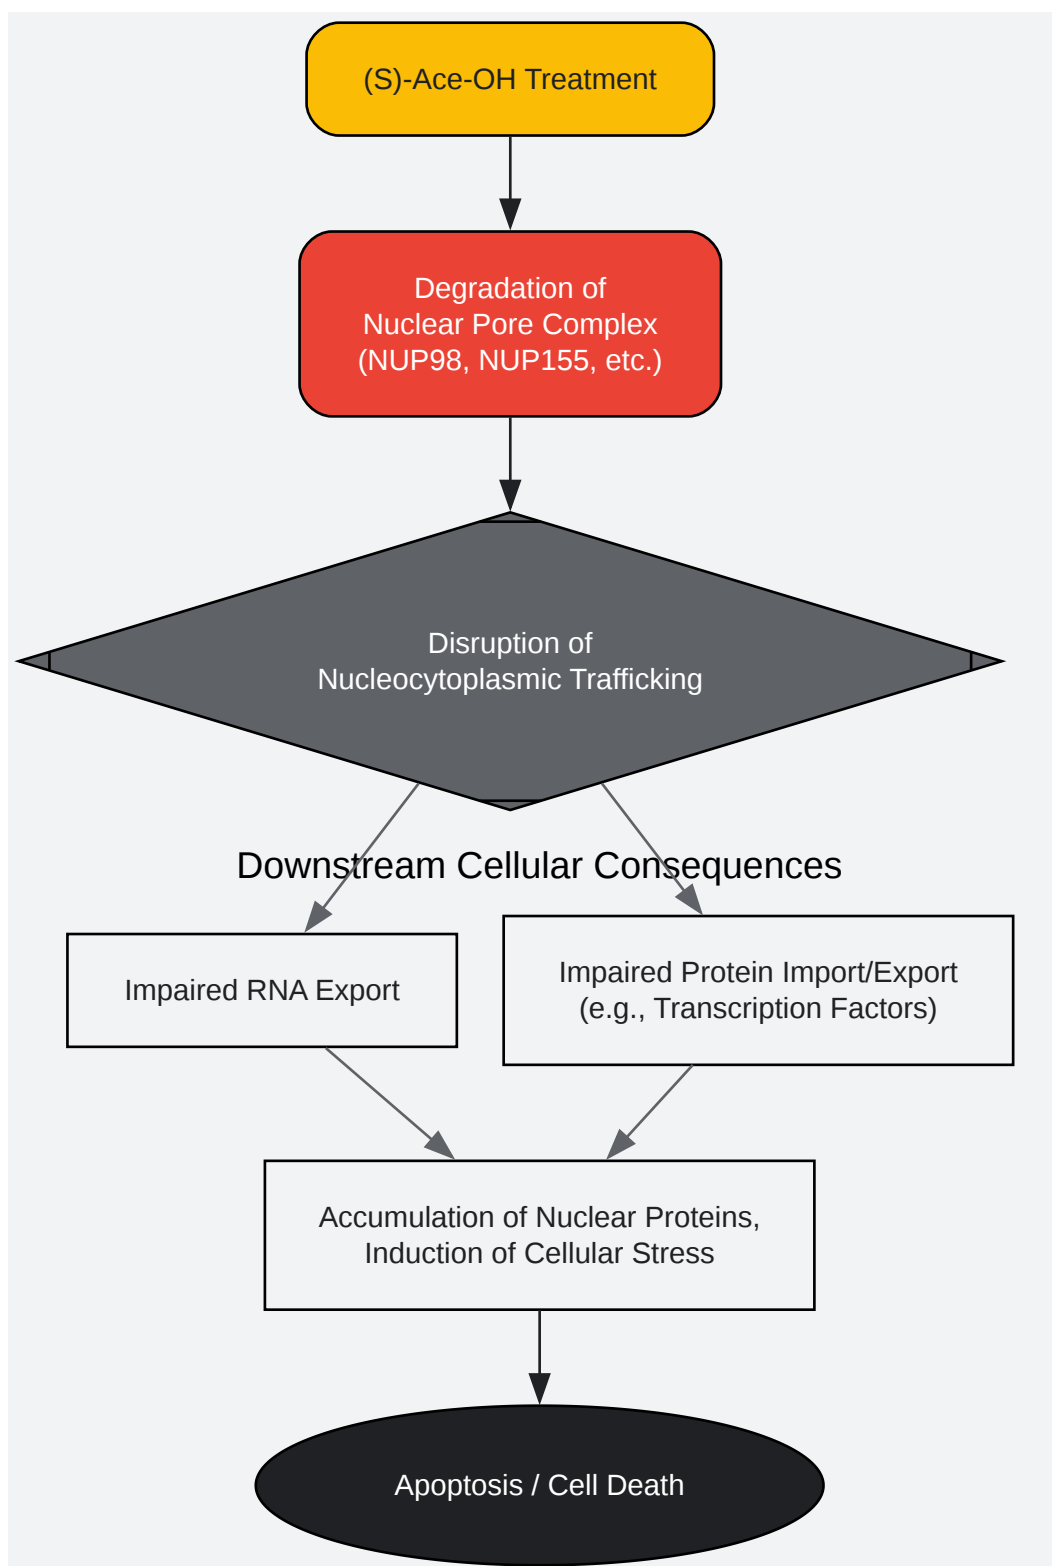 (S)-Ace-OH Treatment
Degradation of
Nuclear Pore Complex
(NUP98, NUP155, etc.)
Disruption of
Nucleocytoplasmic Trafficking
Downstream Cellular Consequences
Impaired RNA Export
Impaired Protein Import/Export
(e.g., Transcription Factors)
Accumulation of Nuclear Proteins,
Induction of Cellular Stress
Apoptosis / Cell Death